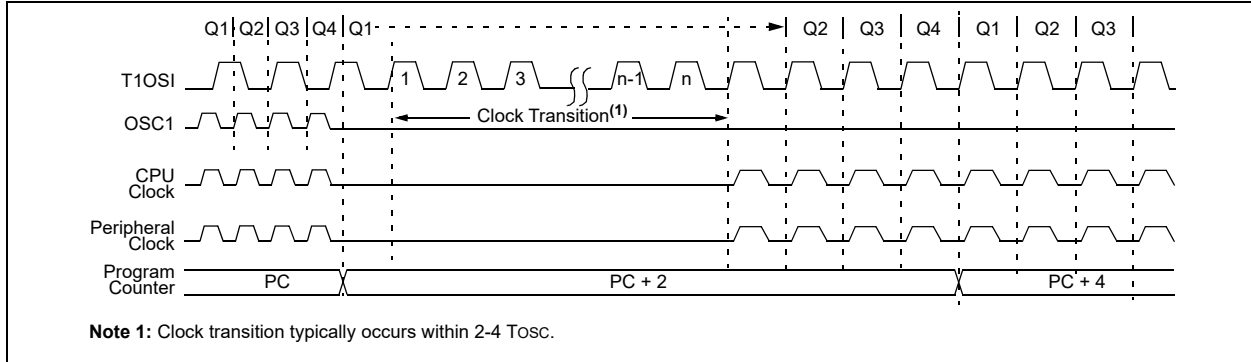 Q1 Q2 Q3 Q4 Q1 Q2 Q3 Q4 Q1 Q2 Q3
T1OSI 1 2 3 n-1 n
Clock Transition(1)
OSC1
CPU
Clock
Peripheral
Clock
Program
Counter
PC PC + 2 PC + 4
Note 1: Clock transition typically occurs within 2-4 TOSC.